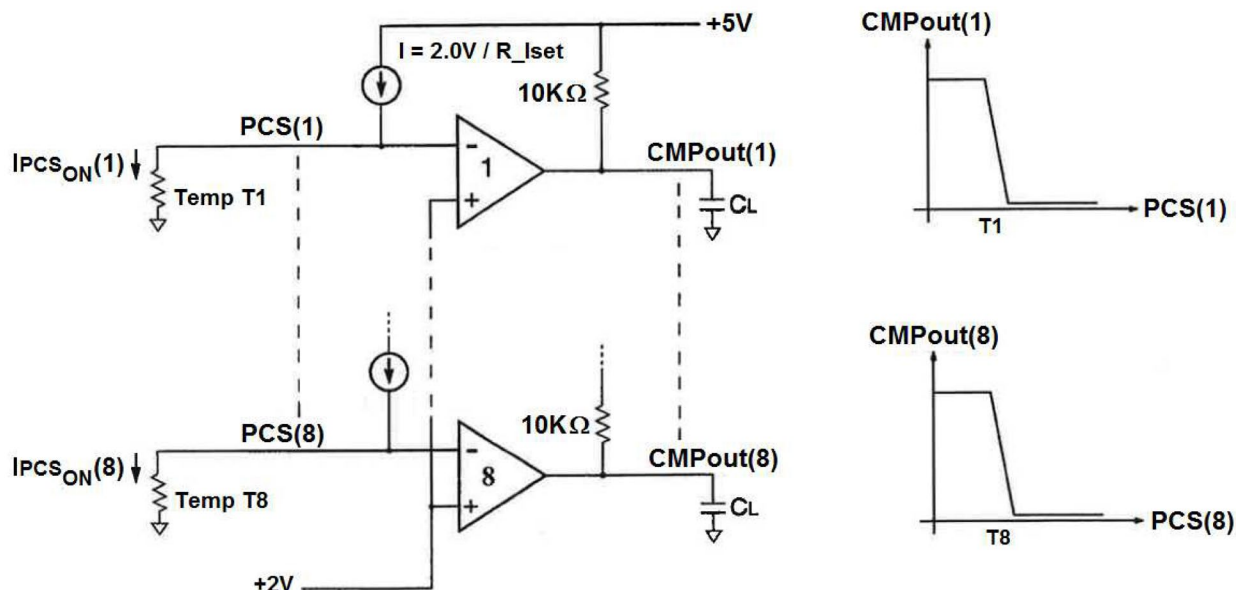 +5V
I = 2.0V / R_Iset
10KΩ
PCS(1)
IPCSON(1)
Temp T1
-
1
+
CMPout(1)
CL
CMPout(1)
T1
PCS(1)
PCS(8)
IPCSON(8)
Temp T8
-
8
+
10KΩ
CMPout(8)
CL
+2V
CMPout(8)
T8
PCS(8)